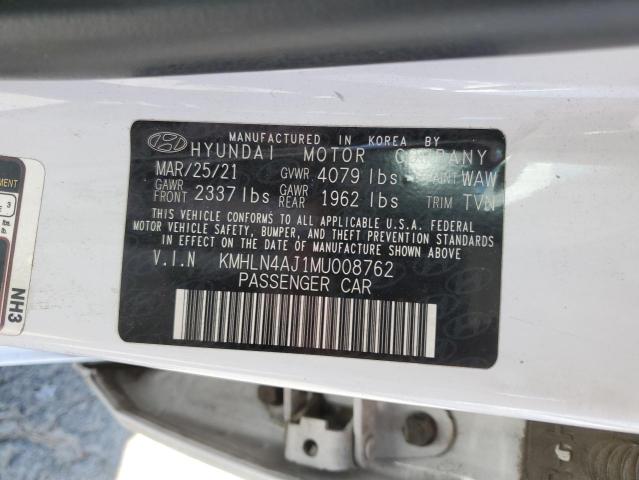 MANUFACTURED IN KOREA BY
HYUNDAI MOTOR COMPANY
MAR/25/21 GVWR 4079 lbs PAINT WAW
GAWR FRONT 2337 lbs GAWR REAR 1962 lbs TRIM TVN
THIS VEHICLE CONFORMS TO ALL APPLICABLE U.S.A. FEDERAL
MOTOR VEHICLE SAFETY, BUMPER, AND THEFT PREVENTION STANDARDS
IN EFFECT ON THE DATE OF MANUFACTURE SHOWN ABOVE
V.I.N KMHLN4AJ1MU008762
PASSENGER CAR
3
NH3